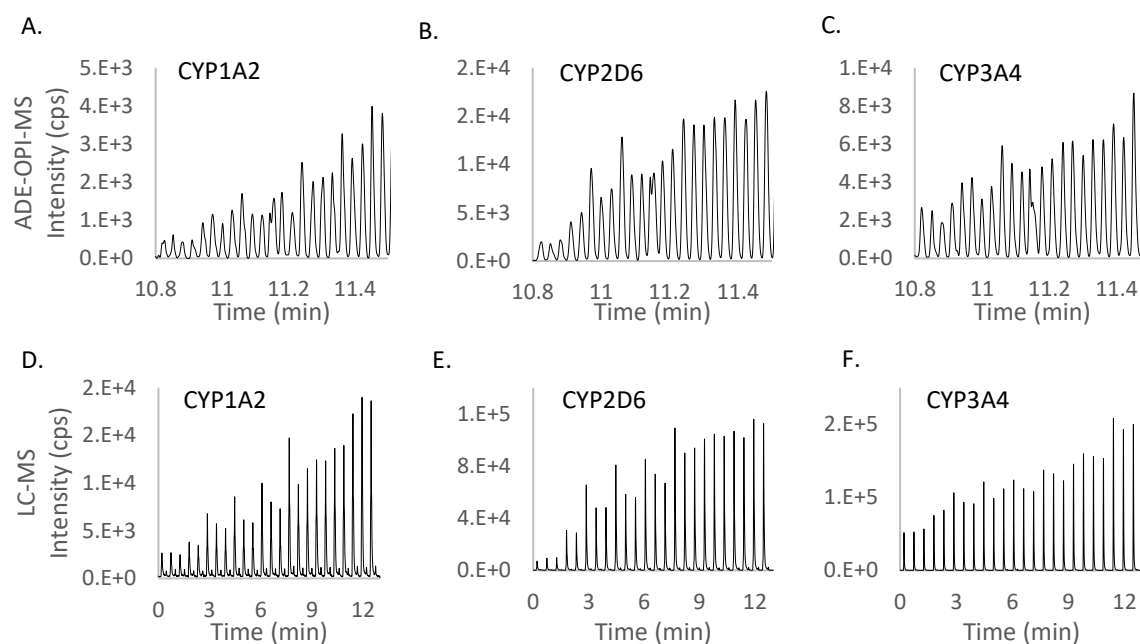 A.
CYP1A2
ADE-OPI-MS
Intensity (cps)
5.E+3
4.E+3
3.E+3
2.E+3
1.E+3
0.E+0
10.8 11 11.2 11.4
Time (min)
B.
CYP2D6
2.E+4
2.E+4
1.E+4
5.E+3
0.E+0
10.8 11 11.2 11.4
Time (min)
C.
CYP3A4
1.E+4
8.E+3
6.E+3
4.E+3
2.E+3
0.E+0
10.8 11 11.2 11.4
Time (min)
D.
CYP1A2
LC-MS
Intensity (cps)
2.E+4
2.E+4
1.E+4
5.E+3
0.E+0
0 3 6 9 12
Time (min)
E.
CYP2D6
1.E+5
8.E+4
4.E+4
0.E+0
0 3 6 9 12
Time (min)
F.
CYP3A4
2.E+5
1.E+5
0.E+0
0 3 6 9 12
Time (min)